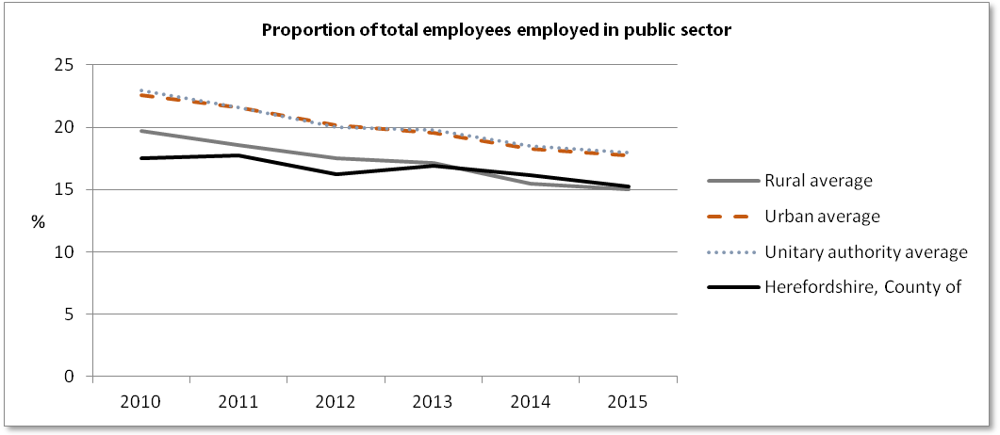 Proportion of total employees employed in public sector
25
20
15
%
10
5
0
2010 2011 2012 2013 2014 2015
Rural average
Urban average
Unitary authority average
Herefordshire, County of